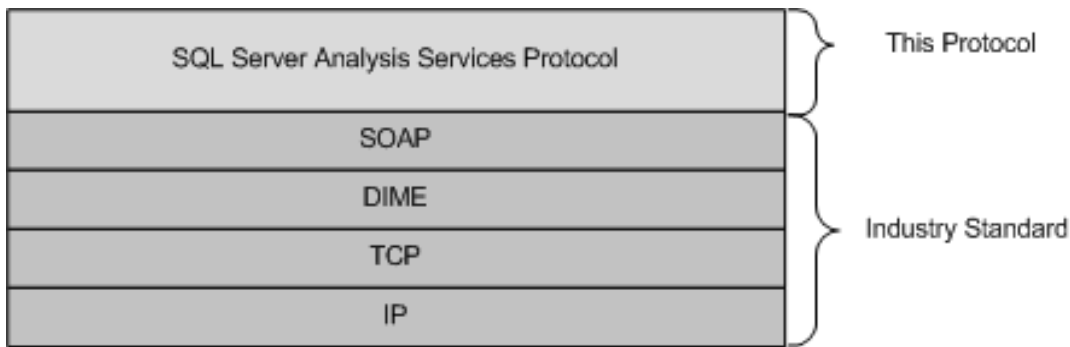 SQL Server Analysis Services Protocol
This Protocol
SOAP
DIME
TCP
IP
Industry Standard